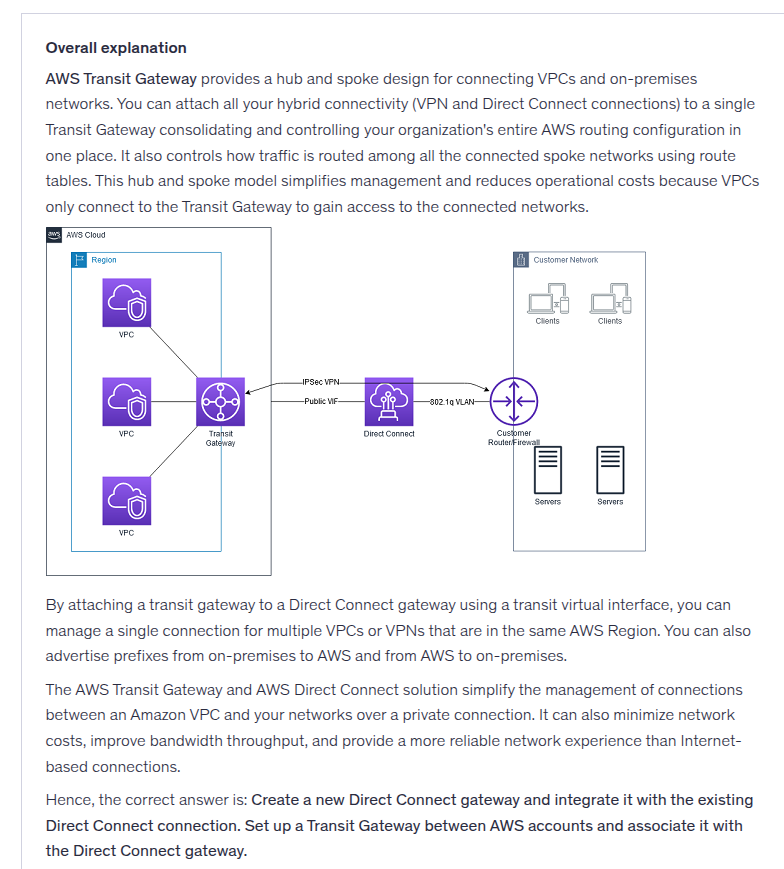 Overall explanation
AWS Transit Gateway provides a hub and spoke design for connecting VPCs and on-premises
networks. You can attach all your hybrid connectivity (VPN and Direct Connect connections) to a single
Transit Gateway consolidating and controlling your organization's entire AWS routing configuration in
one place. It also controls how traffic is routed among all the connected spoke networks using route
tables. This hub and spoke model simplifies management and reduces operational costs because VPCs
only connect to the Transit Gateway to gain access to the connected networks.
aws
AWS Cloud
Region
Customer Network
VPC
Clients
Clients
IPSec VPN
Public VIF
802.1q VLAN
VPC
Transit
Gateway
Direct Connect
Customer
Router/Firewall
Servers
Servers
VPC
By attaching a transit gateway to a Direct Connect gateway using a transit virtual interface, you can
manage a single connection for multiple VPCs or VPNs that are in the same AWS Region. You can also
advertise prefixes from on-premises to AWS and from AWS to on-premises.
The AWS Transit Gateway and AWS Direct Connect solution simplify the management of connections
between an Amazon VPC and your networks over a private connection. It can also minimize network
costs, improve bandwidth throughput, and provide a more reliable network experience than Internet-
based connections.
Hence, the correct answer is: Create a new Direct Connect gateway and integrate it with the existing
Direct Connect connection. Set up a Transit Gateway between AWS accounts and associate it with
the Direct Connect gateway.